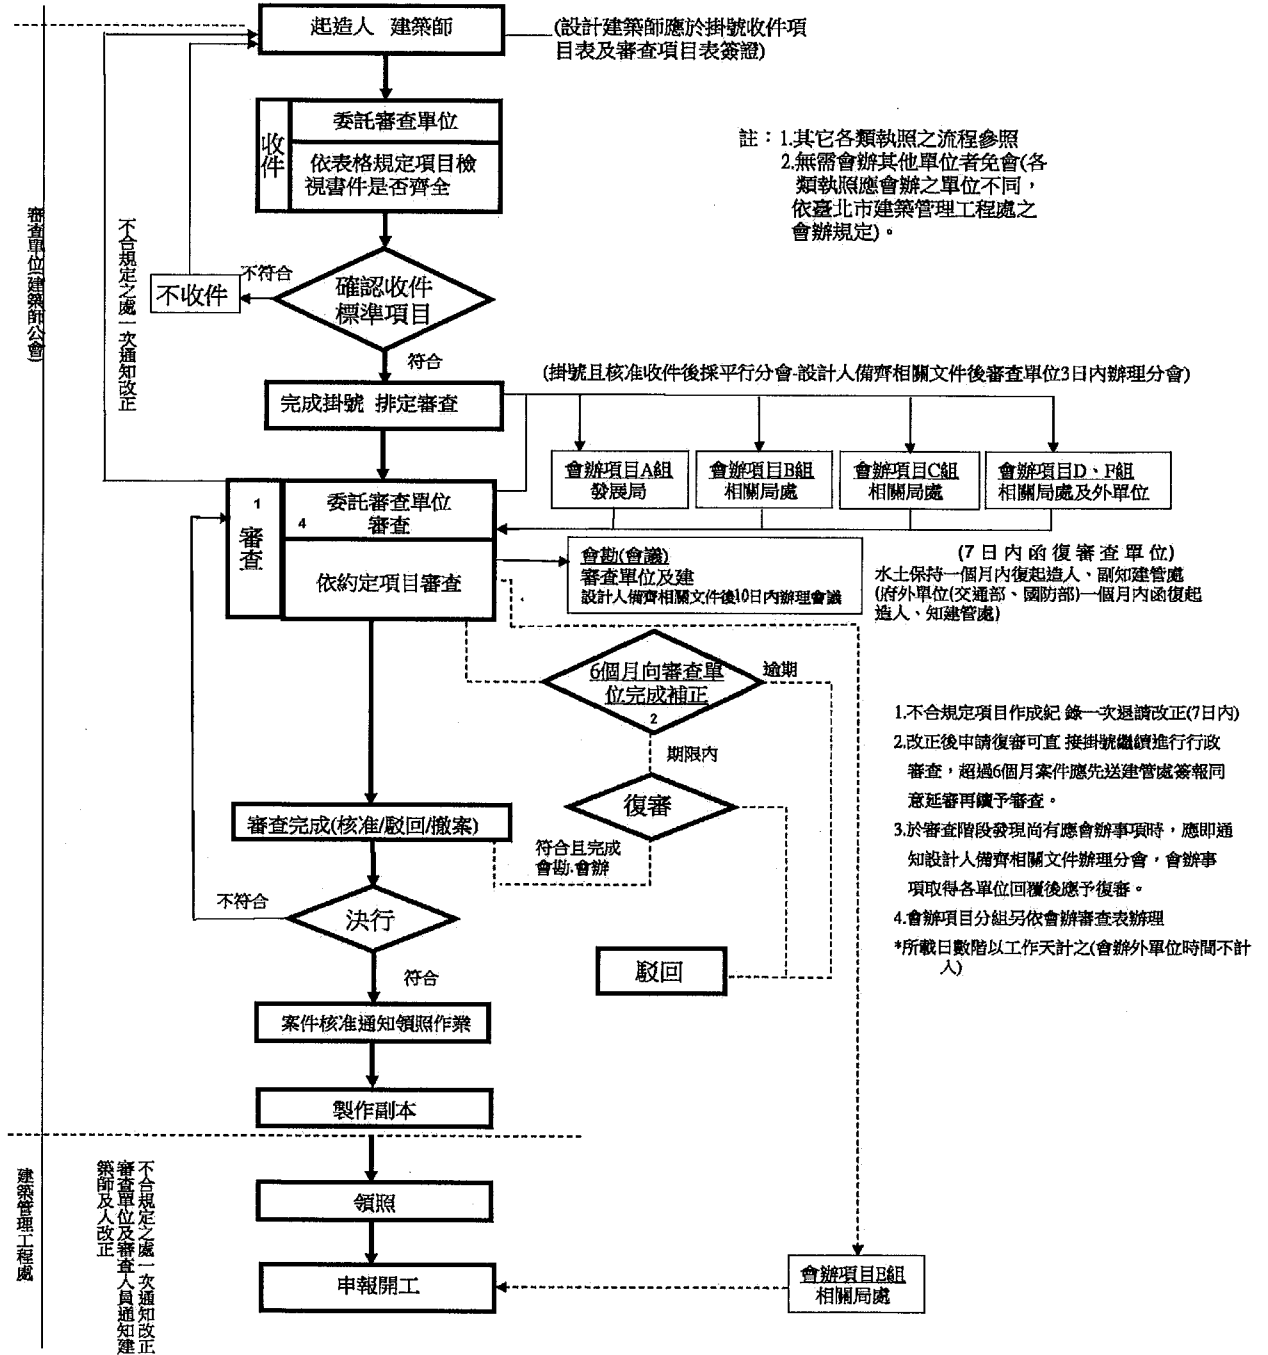 起造人 建築師
(設計建築師應於掛號收件項
目表及審查項目表簽證)
收件
委託審查單位
依表格規定項目檢
視書件是否齊全
註：1.其它各類執照之流程參照
2.無需會辦其他單位者免會(各
類執照應會辦之單位不同，
依臺北市建築管理工程處之
會辦規定)。
審查單位(建築師公會)
不合規定之處一次通知改正
不收件
不符合
確認收件
標準項目
符合
(掛號且核准收件後採平行分會-設計人備齊相關文件後審查單位3日內辦理分會)
完成掛號 排定審查
會辦項目A組
發展局
會辦項目B組
相關局處
會辦項目C組
相關局處
會辦項目D、F組
相關局處及外單位
1
審查
委託審查單位
4 審查
依約定項目審查
會勘(會議)
審查單位及建
設計人備齊相關文件後10日內辦理會議
(7日內函復審查單位)
水土保持一個月內復起造人、副知建管處
(府外單位(交通部、國防部)一個月內函復起
造人、知建管處)
6個月向審查單
位完成補正
2
逾期
期限內
復審
1.不合規定項目作成紀 錄一次退請改正(7日內)
2.改正後申請復審可直 接掛號繼續進行行政
審查，超過6個月案件應先送建管處簽報同
意延審再續予審查。
3.於審查階段發現尚有應會辦事項時，應即通
知設計人備齊相關文件辦理分會，會辦事
項取得各單位回覆後應予復審。
4.會辦項目分組另依會辦審查表辦理
*所載日數階以工作天計之(會辦外單位時間不計
入)
審查完成(核准/駁回/撤案)
符合且完成
會勘.會辦
不符合
決行
符合
駁回
案件核准通知領照作業
製作副本
建築管理工程處
不合規定之處一次通知改正
審查單位及審查人員通知建
築師及人改正
領照
申報開工
會辦項目E組
相關局處